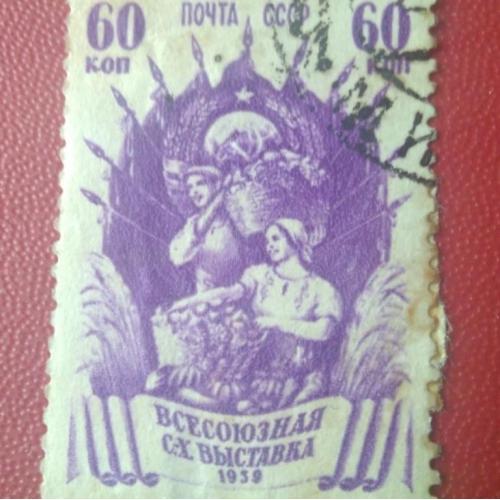 60 ПОЧТА СССР 60
КОП КОП
ВСЕСОЮЗНАЯ
С-Х. ВЫСТАВКА
1939